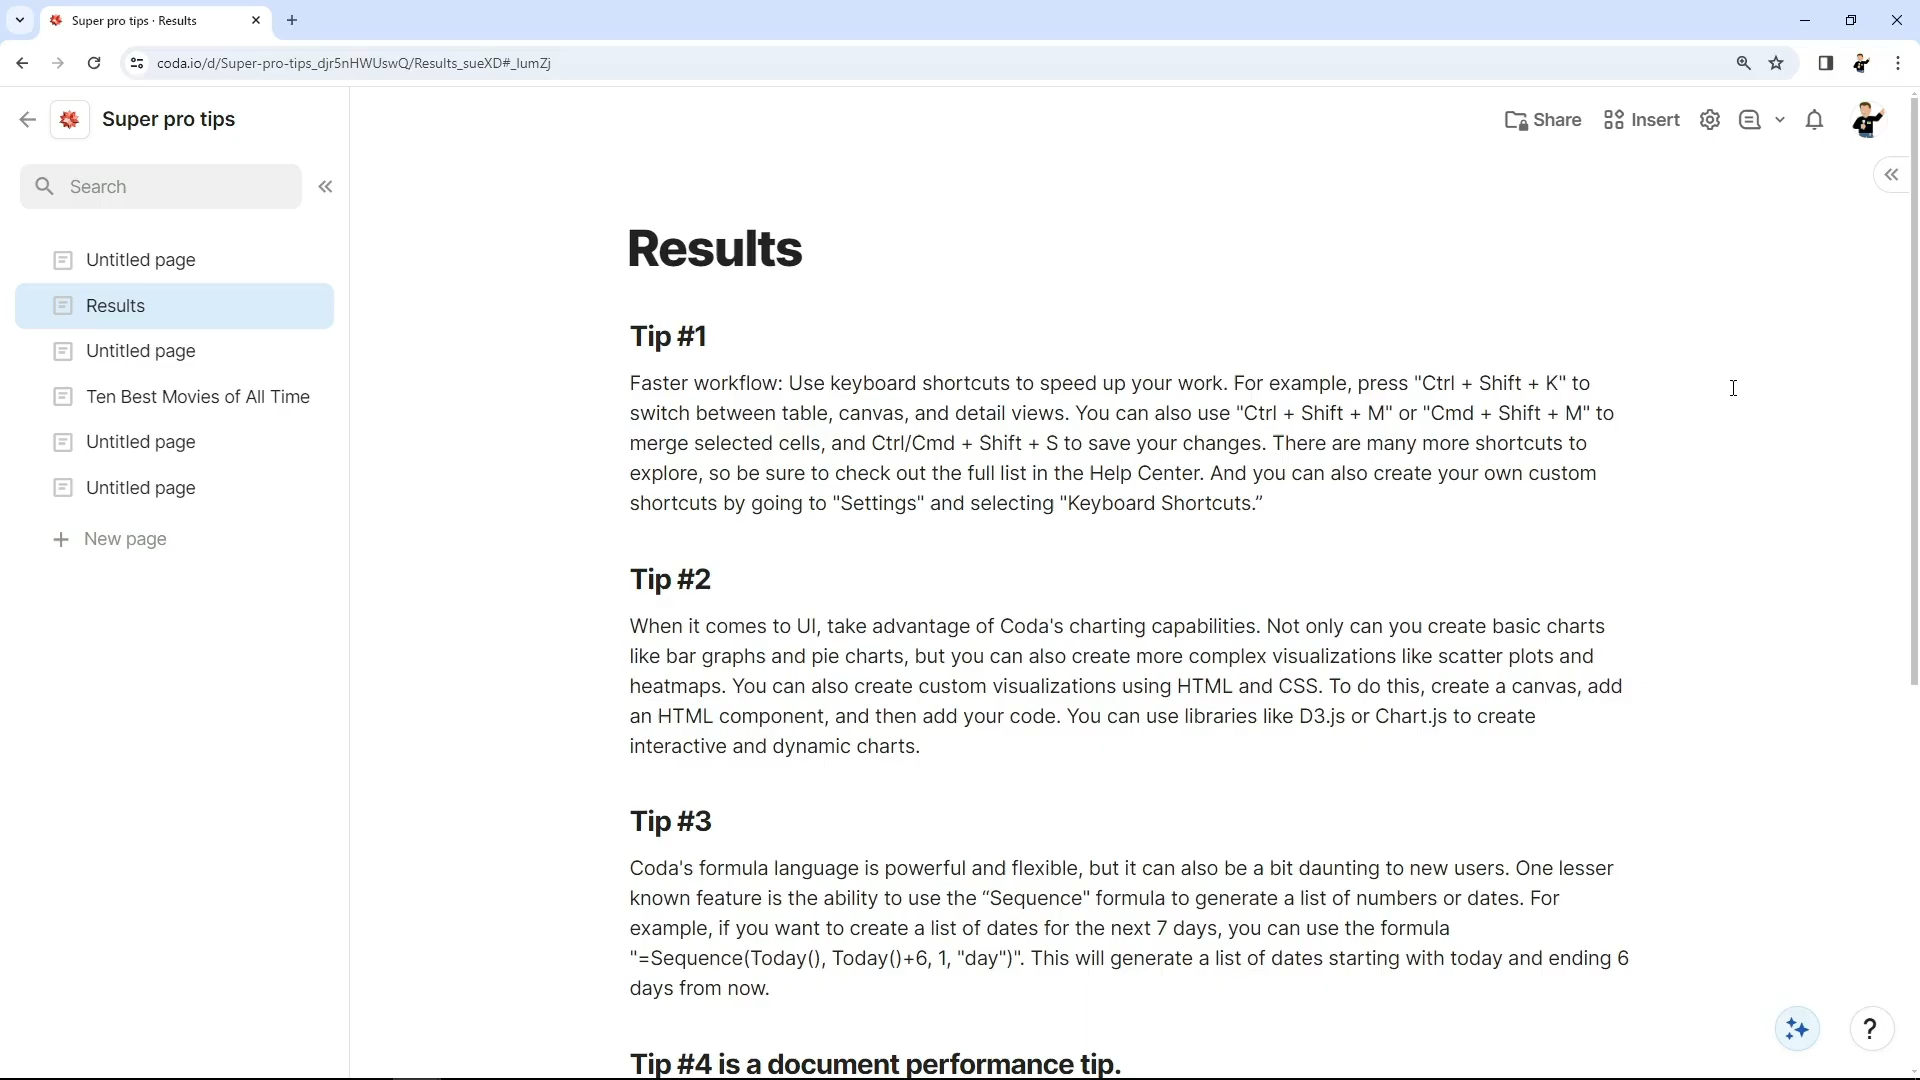 Super pro tips · Results
coda.io/d/Super-pro-tips_djr5nHWUswQ/Results_sueXD#_lumZj
Super pro tips
Share
Insert
Search
Untitled page
Results
Untitled page
Ten Best Movies of All Time
Untitled page
Untitled page
+ New page
Results
Tip #1
Faster workflow: Use keyboard shortcuts to speed up your work. For example, press "Ctrl + Shift + K" to
switch between table, canvas, and detail views. You can also use "Ctrl + Shift + M" or "Cmd + Shift + M" to
merge selected cells, and Ctrl/Cmd + Shift + S to save your changes. There are many more shortcuts to
explore, so be sure to check out the full list in the Help Center. And you can also create your own custom
shortcuts by going to "Settings" and selecting "Keyboard Shortcuts.”
Tip #2
When it comes to UI, take advantage of Coda's charting capabilities. Not only can you create basic charts
like bar graphs and pie charts, but you can also create more complex visualizations like scatter plots and
heatmaps. You can also create custom visualizations using HTML and CSS. To do this, create a canvas, add
an HTML component, and then add your code. You can use libraries like D3.js or Chart.js to create
interactive and dynamic charts.
Tip #3
Coda's formula language is powerful and flexible, but it can also be a bit daunting to new users. One lesser
known feature is the ability to use the “Sequence" formula to generate a list of numbers or dates. For
example, if you want to create a list of dates for the next 7 days, you can use the formula
"=Sequence(Today(), Today()+6, 1, "day")". This will generate a list of dates starting with today and ending 6
days from now.
Tip #4 is a document performance tip.
?